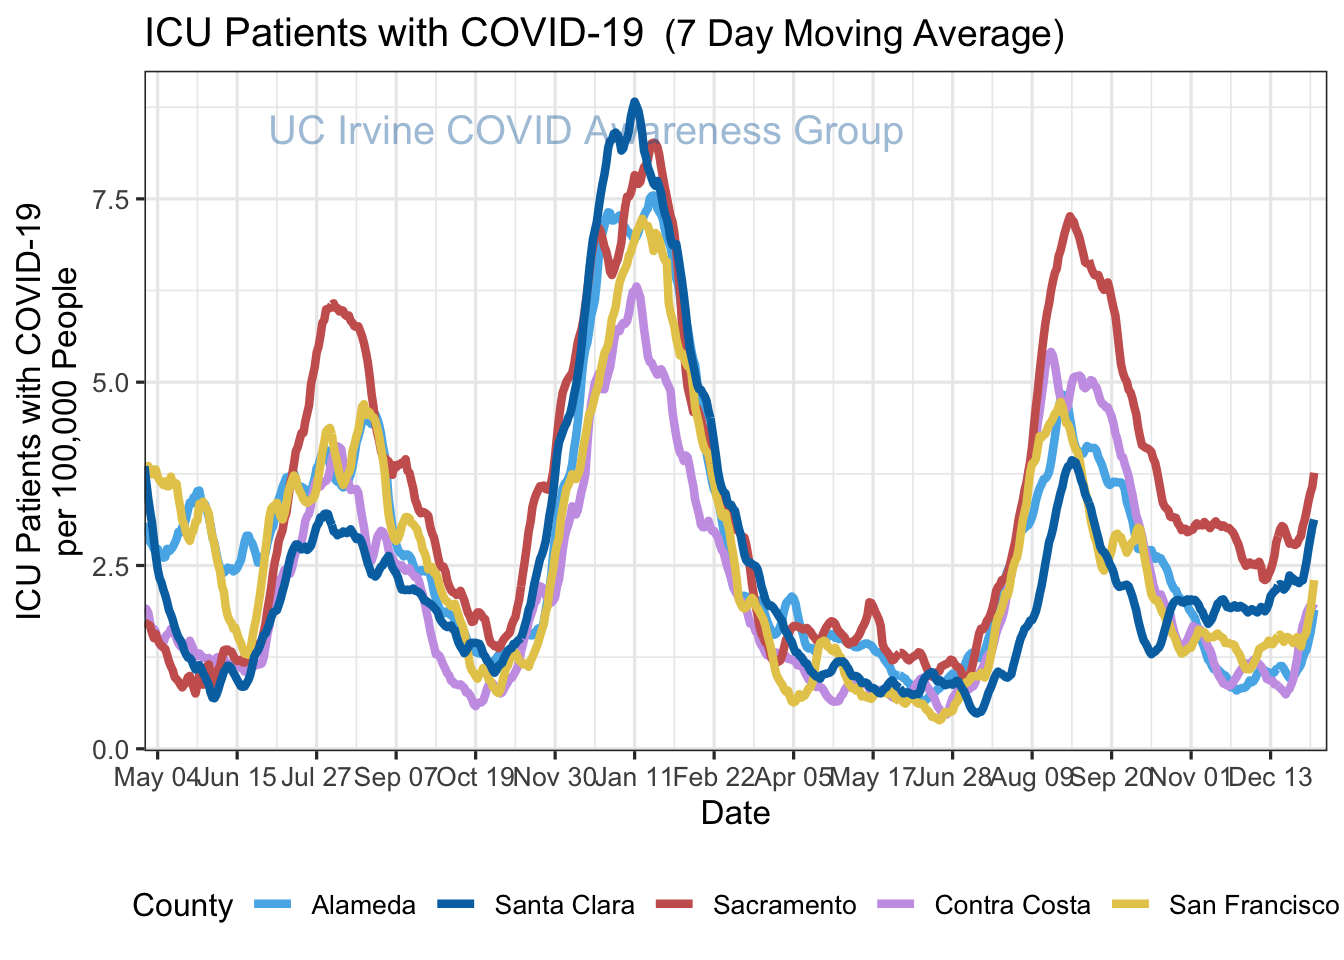 ICU Patients with COVID-19 (7 Day Moving Average)
UC Irvine COVID Awareness Group
ICU Patients with COVID-19
per 100,000 People
7.5
5.0
2.5
0.0
May 04 Jun 15 Jul 27 Sep 07 Oct 19 Nov 30 Jan 11 Feb 22 Apr 05 May 17 Jun 28 Aug 09 Sep 20 Nov 01 Dec 13
Date
County Alameda Santa Clara Sacramento Contra Costa San Francisco